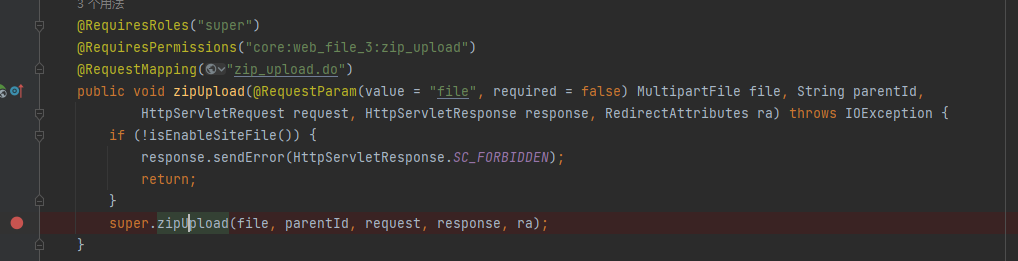 3 个用法
@RequiresRoles("super")
@RequiresPermissions("core:web_file_3:zip_upload")
@RequestMapping("zip_upload.do")
public void zipUpload(@RequestParam(value = "file", required = false) MultipartFile file, String parentId,
HttpServletRequest request, HttpServletResponse response, RedirectAttributes ra) throws IOException {
if (!isEnableSiteFile()) {
response.sendError(HttpServletResponse.SC_FORBIDDEN);
return;
}
super.zipUpload(file, parentId, request, response, ra);
}